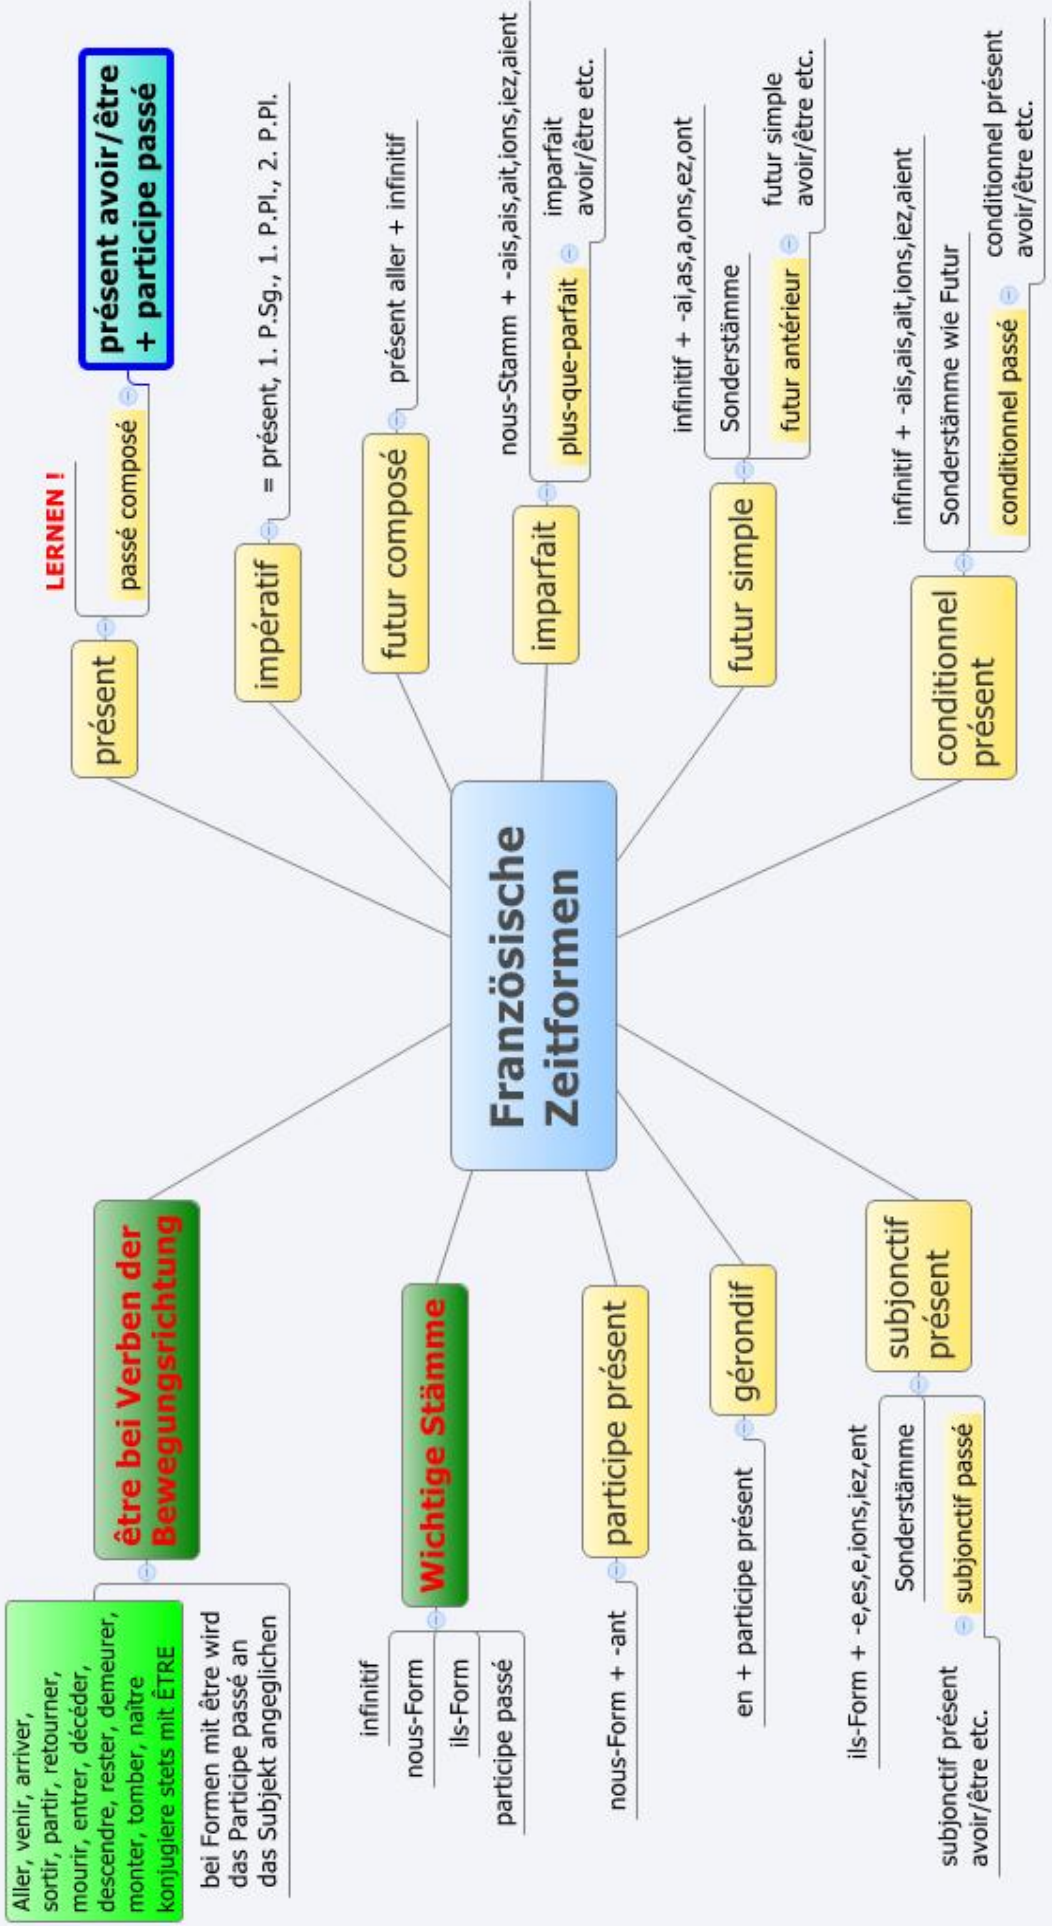 Französische
Zeitformen
présent
LERNEN !
passé composé
présent avoir/être
+ participe passé
impératif
= présent, 1. P.Sg., 1. P.Pl., 2. P.Pl.
futur composé
présent aller + infinitif
imparfait
nous-Stamm + -ais,ais,ait,ions,iez,aient
plus-que-parfait
imparfait
avoir/être etc.
futur simple
infinitif + -ai,as,a,ons,ez,ont
Sonderstämme
futur antérieur
futur simple
avoir/être etc.
conditionnel
présent
infinitif + -ais,ais,ait,ions,iez,aient
Sonderstämme wie Futur
conditionnel passé
conditionnel présent
avoir/être etc.
être bei Verben der
Bewegungsrichtung
Aller, venir, arriver,
sortir, partir, retourner,
mourir, entrer, décéder,
descendre, rester, demeurer,
monter, tomber, naître
konjugiere stets mit ÊTRE
bei Formen mit être wird
das Participe passé an
das Subjekt angeglichen
Wichtige Stämme
infinitif
nous-Form
ils-Form
participe passé
participe présent
nous-Form + -ant
gérondif
en + participe présent
subjonctif
présent
ils-Form + -e,es,e,ions,iez,ent
Sonderstämme
subjonctif passé
subjonctif présent
avoir/être etc.